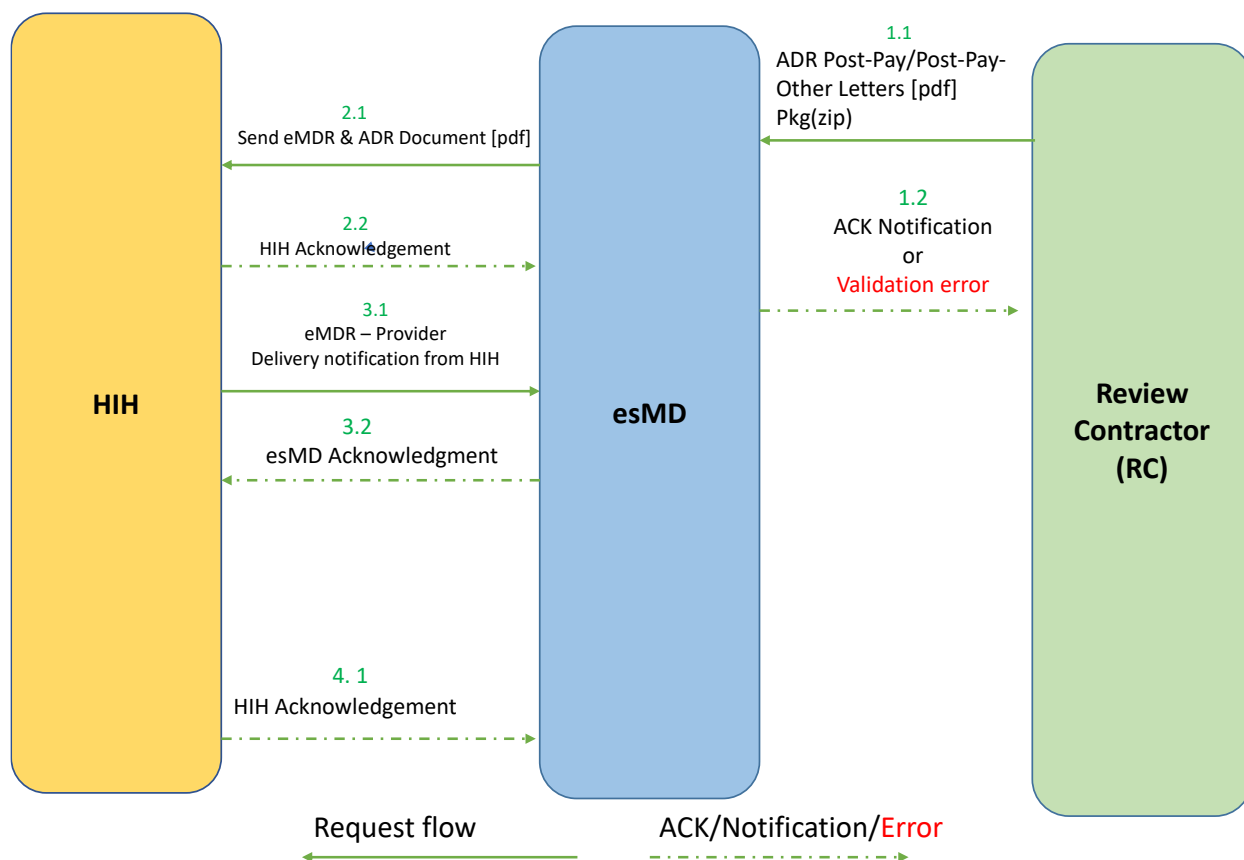 1.1
ADR Post-Pay/Post-Pay-
Other Letters [pdf]
Pkg(zip)
2.1
Send eMDR & ADR Document [pdf]
1.2
ACK Notification
or
Validation error
2.2
HIH Acknowledgement
3.1
eMDR – Provider
Delivery notification from HIH
HIH
esMD
Review
Contractor
(RC)
3.2
esMD Acknowledgment
4. 1
HIH Acknowledgement
Request flow
ACK/Notification/Error